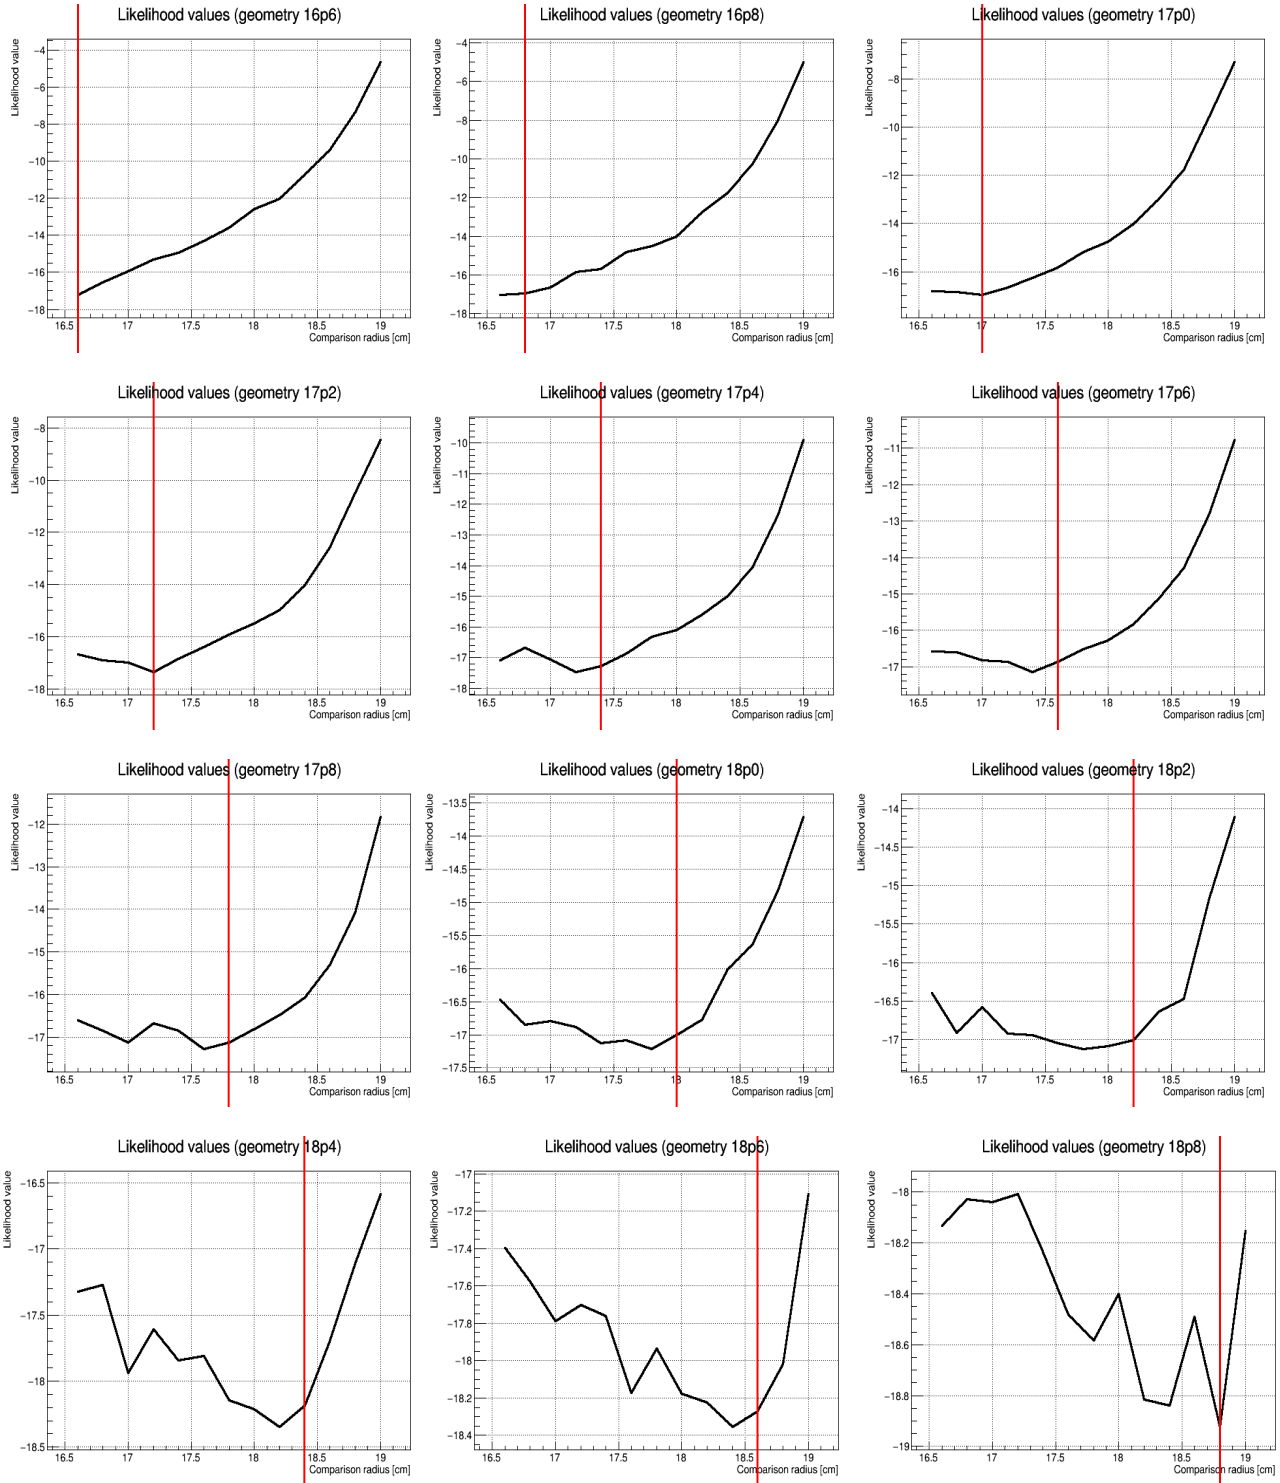 Likelihood values (geometry 16p6)
Likelihood value
−4
−6
−8
−10
−12
−14
−16
−18
16.5 17 17.5 18 18.5 19
Comparison radius [cm]
Likelihood values (geometry 16p8)
Likelihood value
−4
−6
−8
−10
−12
−14
−16
−18
16.5 17 17.5 18 18.5 19
Comparison radius [cm]
Likelihood values (geometry 17p0)
Likelihood value
−8
−10
−12
−14
−16
16.5 17 17.5 18 18.5 19
Comparison radius [cm]
Likelihood values (geometry 17p2)
Likelihood value
−8
−10
−12
−14
−16
−18
16.5 17 17.5 18 18.5 19
Comparison radius [cm]
Likelihood values (geometry 17p4)
Likelihood value
−10
−11
−12
−13
−14
−15
−16
−17
−18
16.5 17 17.5 18 18.5 19
Comparison radius [cm]
Likelihood values (geometry 17p6)
Likelihood value
−11
−12
−13
−14
−15
−16
−17
16.5 17 17.5 18 18.5 19
Comparison radius [cm]
Likelihood values (geometry 17p8)
Likelihood value
−12
−13
−14
−15
−16
−17
16.5 17 17.5 18 18.5 19
Comparison radius [cm]
Likelihood values (geometry 18p0)
Likelihood value
−13.5
−14
−14.5
−15
−15.5
−16
−16.5
−17
−17.5
16.5 17 17.5 18 18.5 19
Comparison radius [cm]
Likelihood values (geometry 18p2)
Likelihood value
−14
−14.5
−15
−15.5
−16
−16.5
−17
16.5 17 17.5 18 18.5 19
Comparison radius [cm]
Likelihood values (geometry 18p4)
Likelihood value
−16.5
−17
−17.5
−18
−18.5
16.5 17 17.5 18 18.5 19
Comparison radius [cm]
Likelihood values (geometry 18p6)
Likelihood value
−17
−17.2
−17.4
−17.6
−17.8
−18
−18.2
−18.4
16.5 17 17.5 18 18.5 19
Comparison radius [cm]
Likelihood values (geometry 18p8)
Likelihood value
−18
−18.2
−18.4
−18.6
−18.8
−19
16.5 17 17.5 18 18.5 19
Comparison radius [cm]